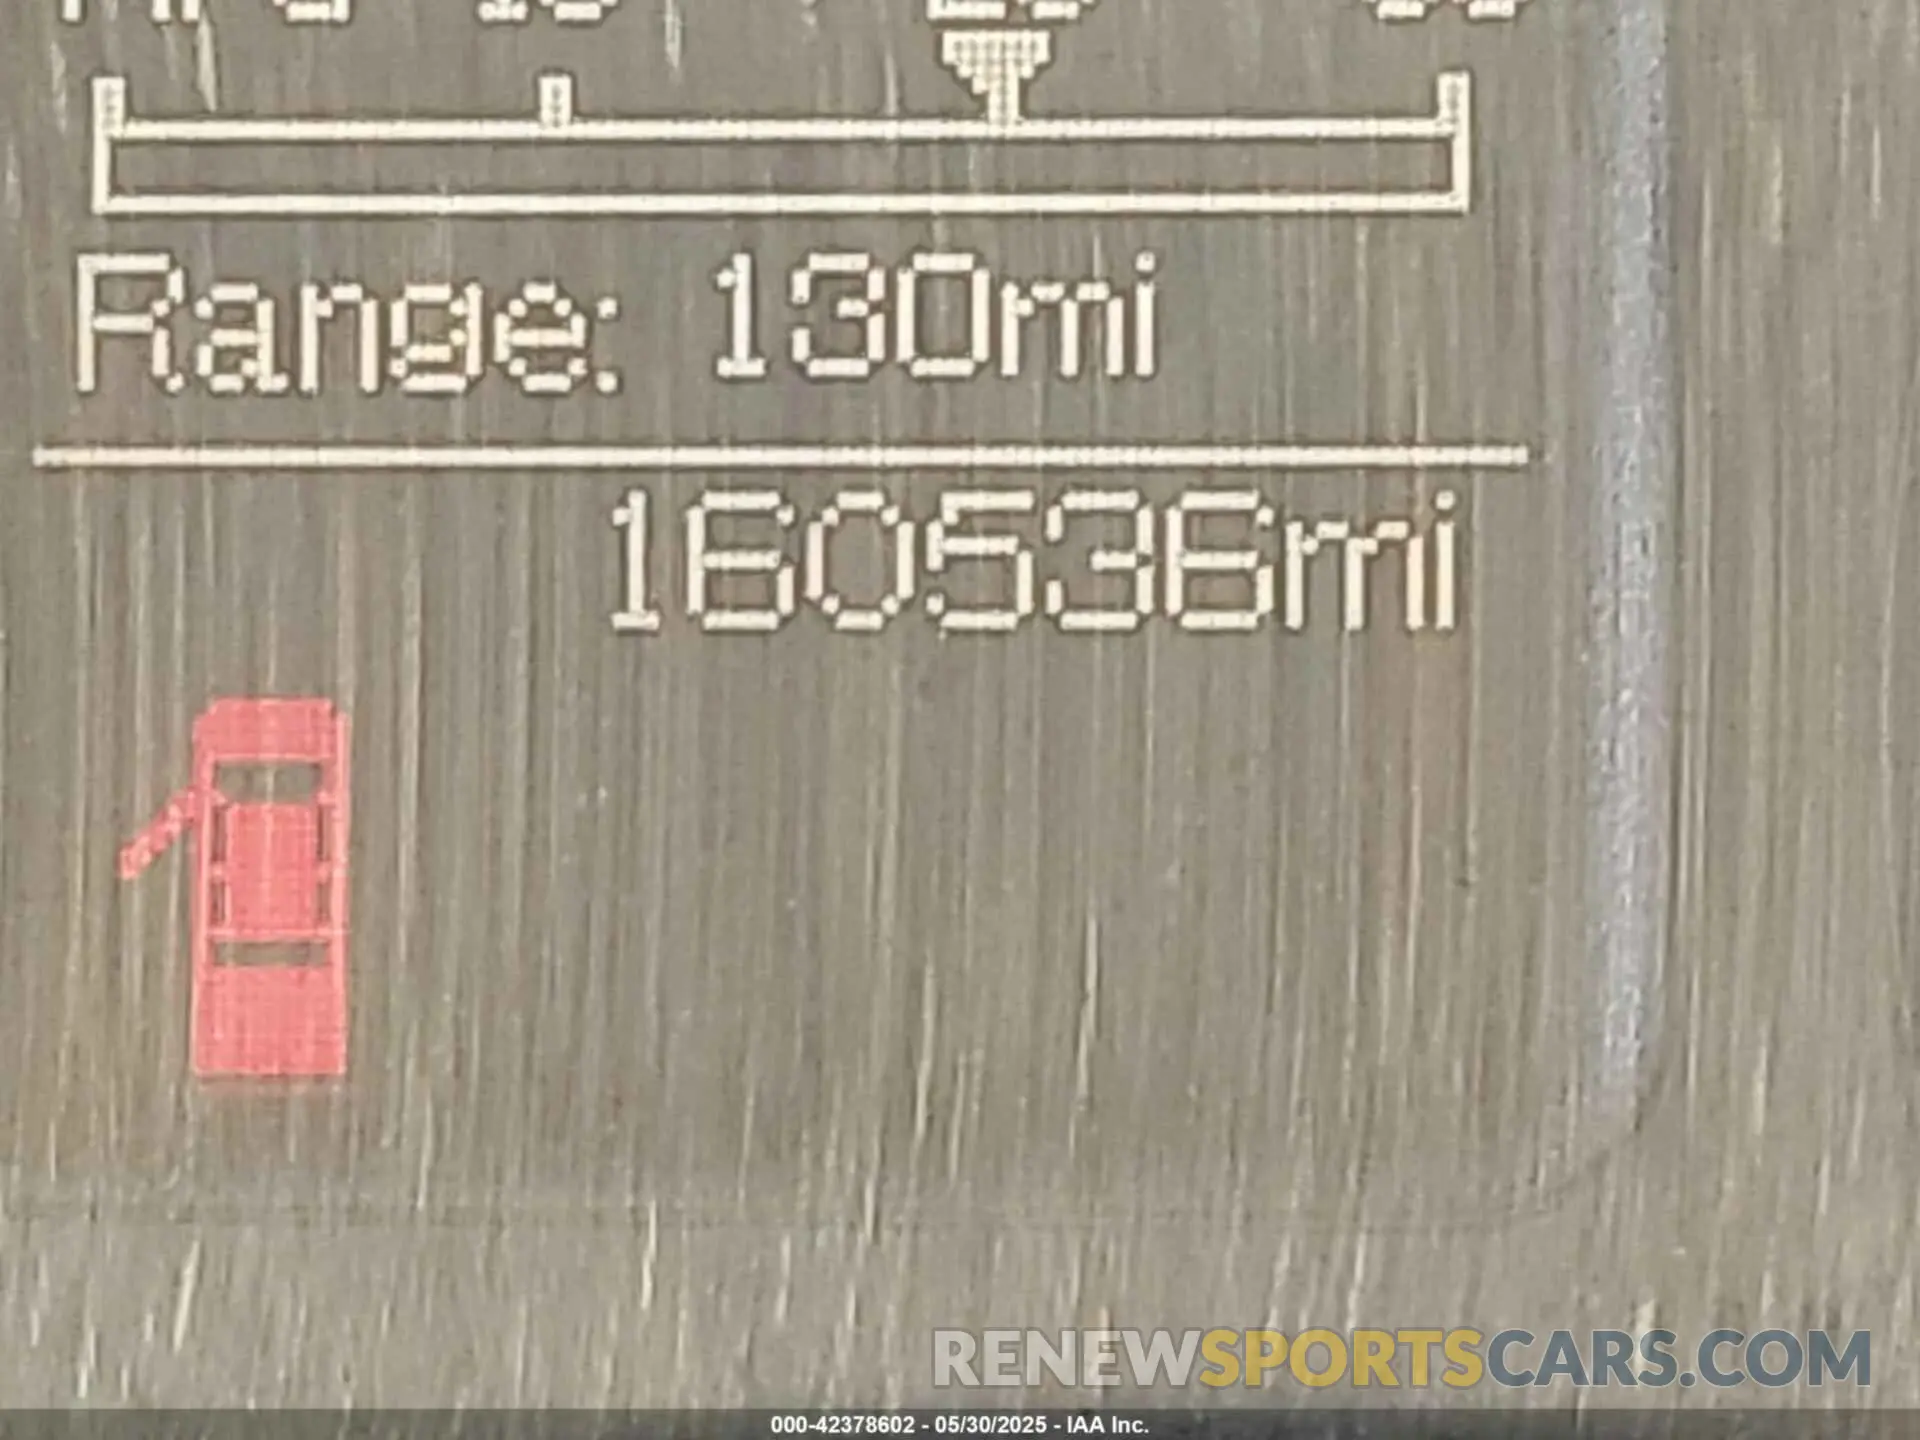 Range: 130mi
160536mi
RENEWSPORTSCARS.COM
000-42378602 - 05/30/2025 - IAA Inc.